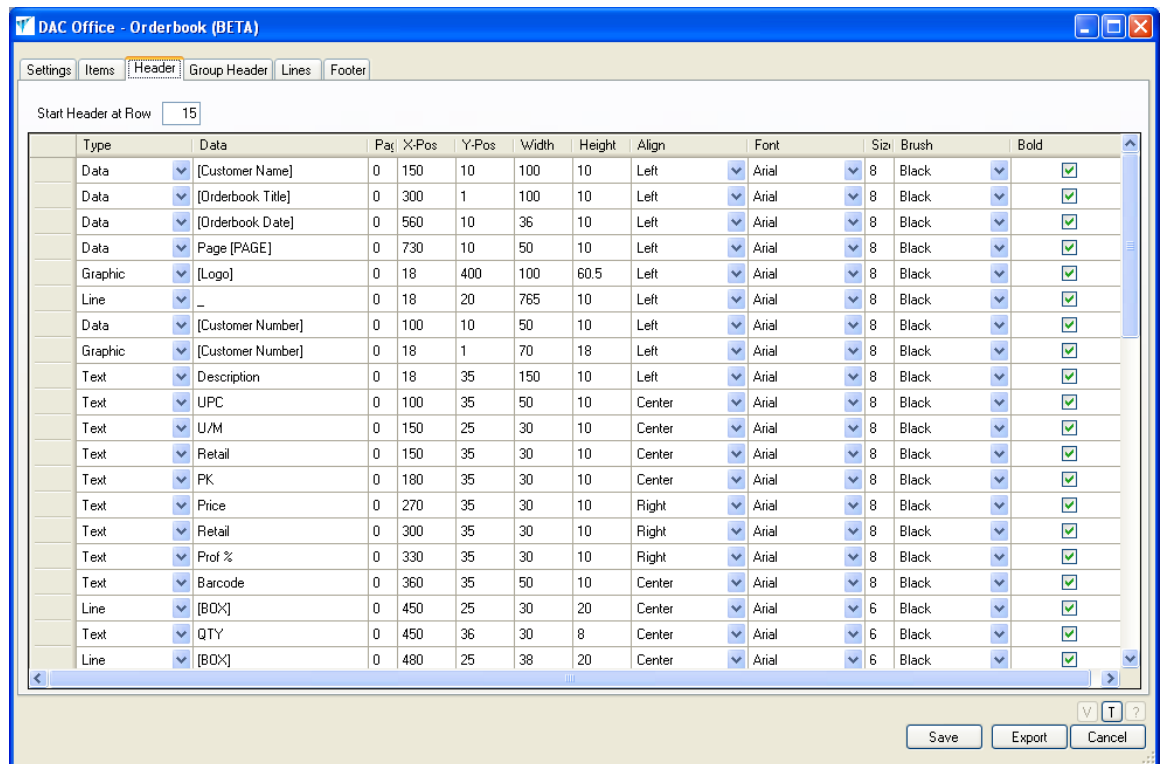 DAC Office - Orderbook (BETA)
Settings Items Header Group Header Lines Footer
Start Header at Row 15
Type Data Pag X-Pos Y-Pos Width Height Align Font Size Brush Bold
Data [Customer Name] 0 150 10 100 10 Left Arial 8 Black
Data [Orderbook Title] 0 300 1 100 10 Left Arial 8 Black
Data [Orderbook Date] 0 560 10 36 10 Left Arial 8 Black
Data Page [PAGE] 0 730 10 50 10 Left Arial 8 Black
Graphic [Logo] 0 18 400 100 60.5 Left Arial 8 Black
Line _ 0 18 20 765 10 Left Arial 8 Black
Data [Customer Number] 0 100 10 50 10 Left Arial 8 Black
Graphic [Customer Number] 0 18 1 70 18 Left Arial 8 Black
Text Description 0 18 35 150 10 Left Arial 8 Black
Text UPC 0 100 35 50 10 Center Arial 8 Black
Text U/M 0 150 25 30 10 Center Arial 8 Black
Text Retail 0 150 35 30 10 Center Arial 8 Black
Text PK 0 180 35 30 10 Center Arial 8 Black
Text Price 0 270 35 30 10 Right Arial 8 Black
Text Retail 0 300 35 30 10 Right Arial 8 Black
Text Prof % 0 330 35 30 10 Right Arial 8 Black
Text Barcode 0 360 35 50 10 Center Arial 8 Black
Line [BOX] 0 450 25 30 20 Center Arial 6 Black
Text QTY 0 450 36 30 8 Center Arial 6 Black
Line [BOX] 0 480 25 38 20 Center Arial 6 Black
V T ?
Save Export Cancel